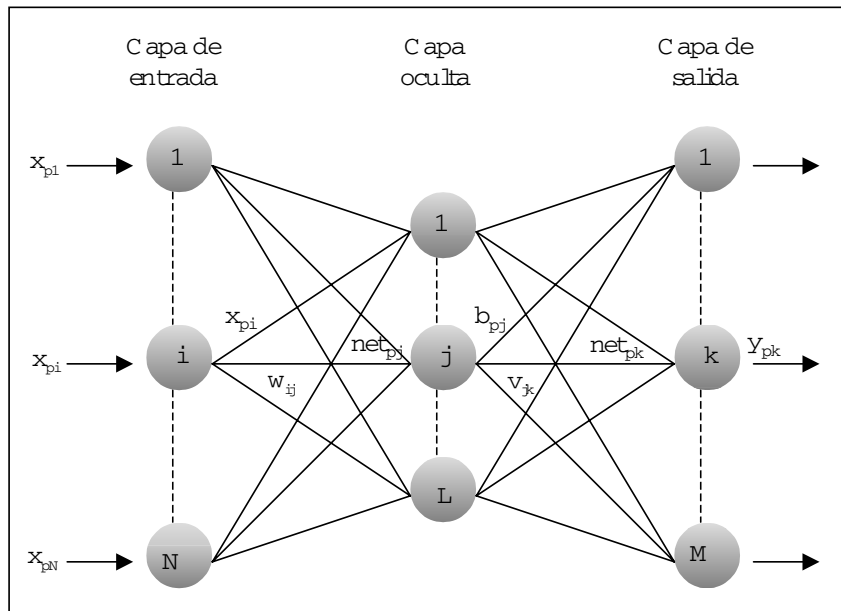 Capa de
entrada
Capa
oculta
Capa de
salida
x_p1
1
1
1
x_pi
b_pj
x_pi
i
net_pj
j
net_pk
k
y_pk
w_ij
v_jk
L
x_pN
N
M